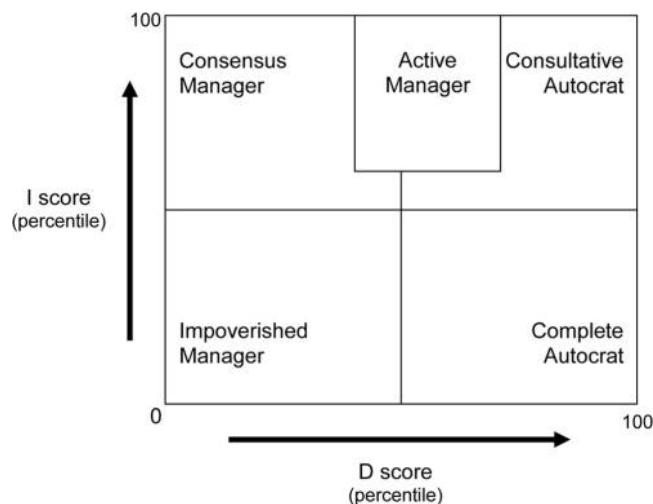 100
Consensus
Manager
Active
Manager
Consultative
Autocrat
I score
(percentile)
Impoverished
Manager
Complete
Autocrat
0
100
D score
(percentile)